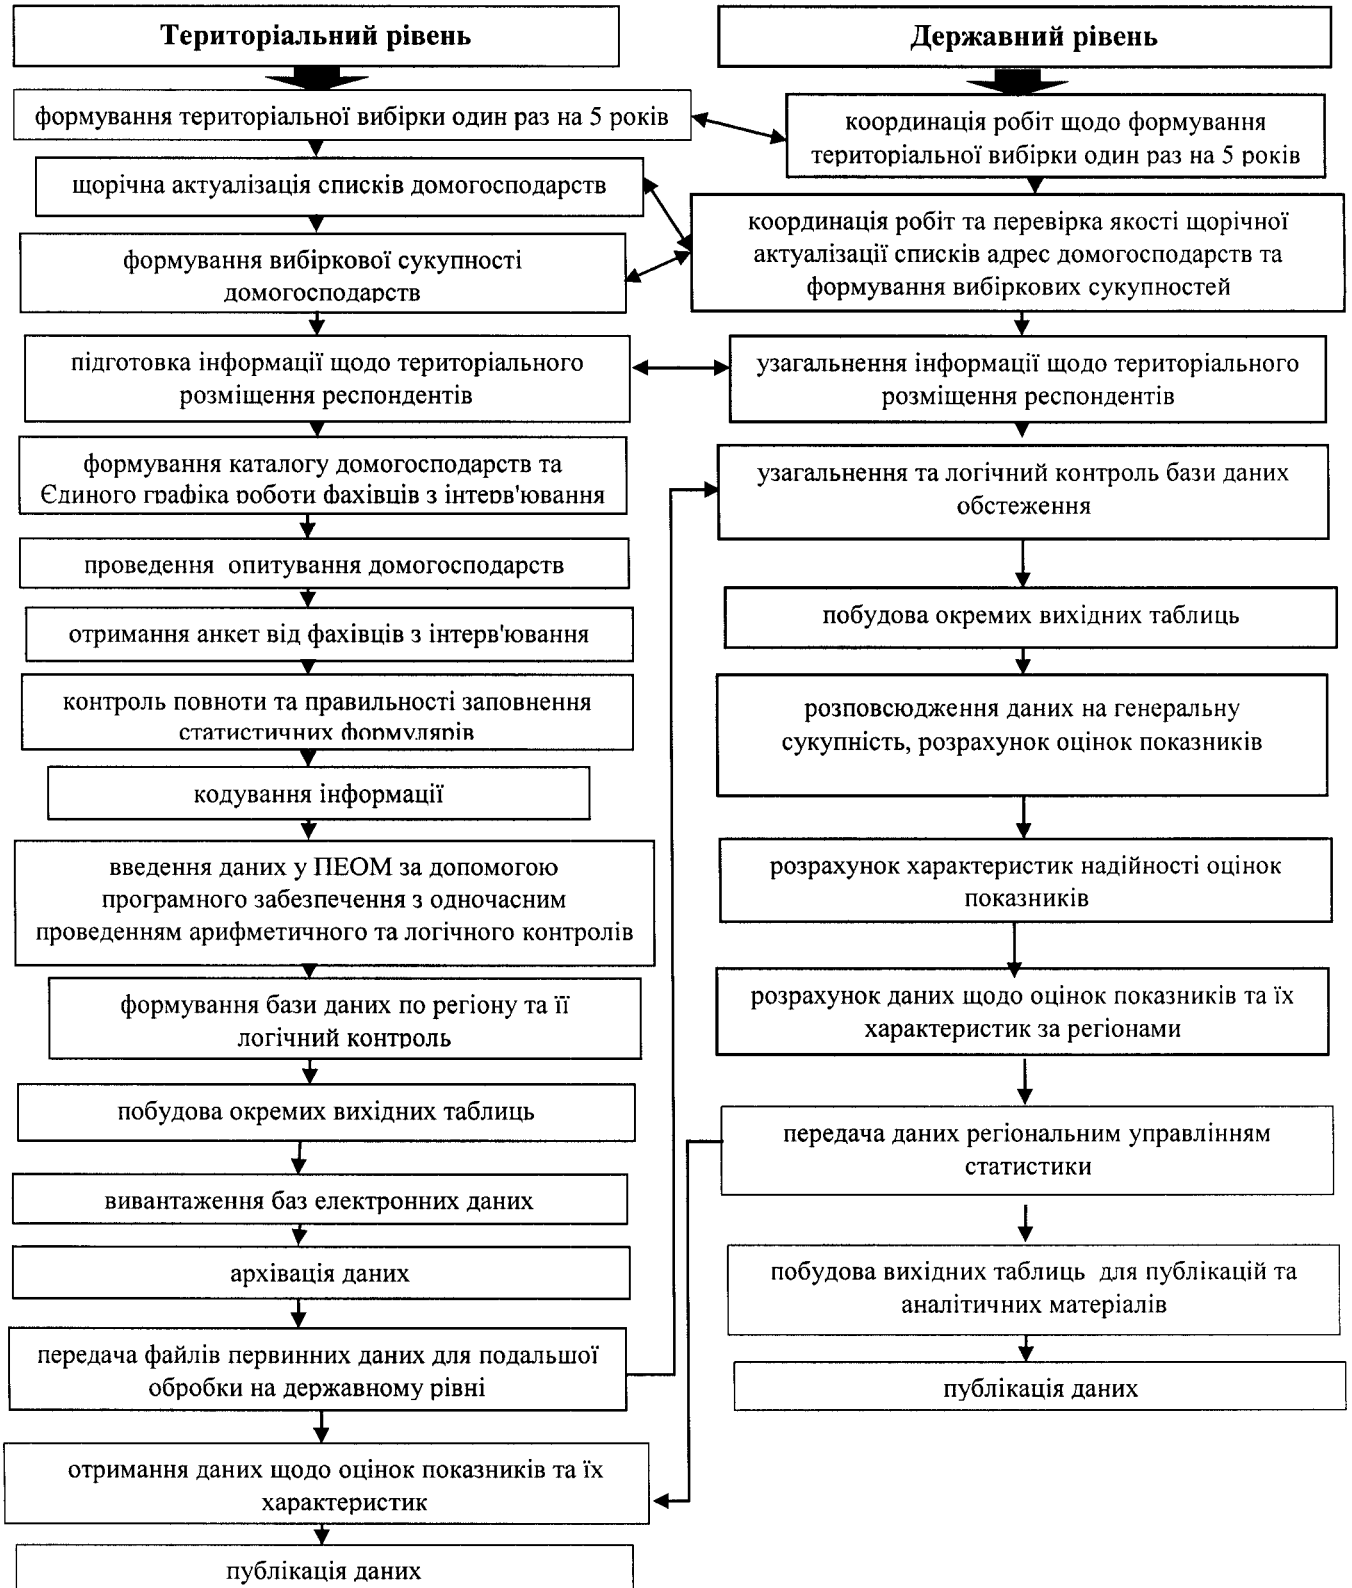 Територіальний рівень
формування територіальної вибірки один раз на 5 років
щорічна актуалізація списків домогосподарств
формування вибіркової сукупності
домогосподарств
підготовка інформації щодо територіального
розміщення респондентів
формування каталогу домогосподарств та
Єдиного графіка роботи фахівців з інтерв'ювання
проведення опитування домогосподарств
отримання анкет від фахівців з інтерв'ювання
контроль повноти та правильності заповнення
статистичних формулярів
кодування інформації
введення даних у ПЕОМ за допомогою
програмного забезпечення з одночасним
проведенням арифметичного та логічного контролів
формування бази даних по регіону та її
логічний контроль
побудова окремих вихідних таблиць
вивантаження баз електронних даних
архівація даних
передача файлів первинних даних для подальшої
обробки на державному рівні
отримання даних щодо оцінок показників та їх
характеристик
публікація даних
Державний рівень
координація робіт щодо формування
територіальної вибірки один раз на 5 років
координація робіт та перевірка якості щорічної
актуалізації списків адрес домогосподарств та
формування вибіркових сукупностей
узагальнення інформації щодо територіального
розміщення респондентів
узагальнення та логічний контроль бази даних
обстеження
побудова окремих вихідних таблиць
розповсюдження даних на генеральну
сукупність, розрахунок оцінок показників
розрахунок характеристик надійності оцінок
показників
розрахунок даних щодо оцінок показників та їх
характеристик за регіонами
передача даних регіональним управлінням
статистики
побудова вихідних таблиць для публікацій та
аналітичних матеріалів
публікація даних